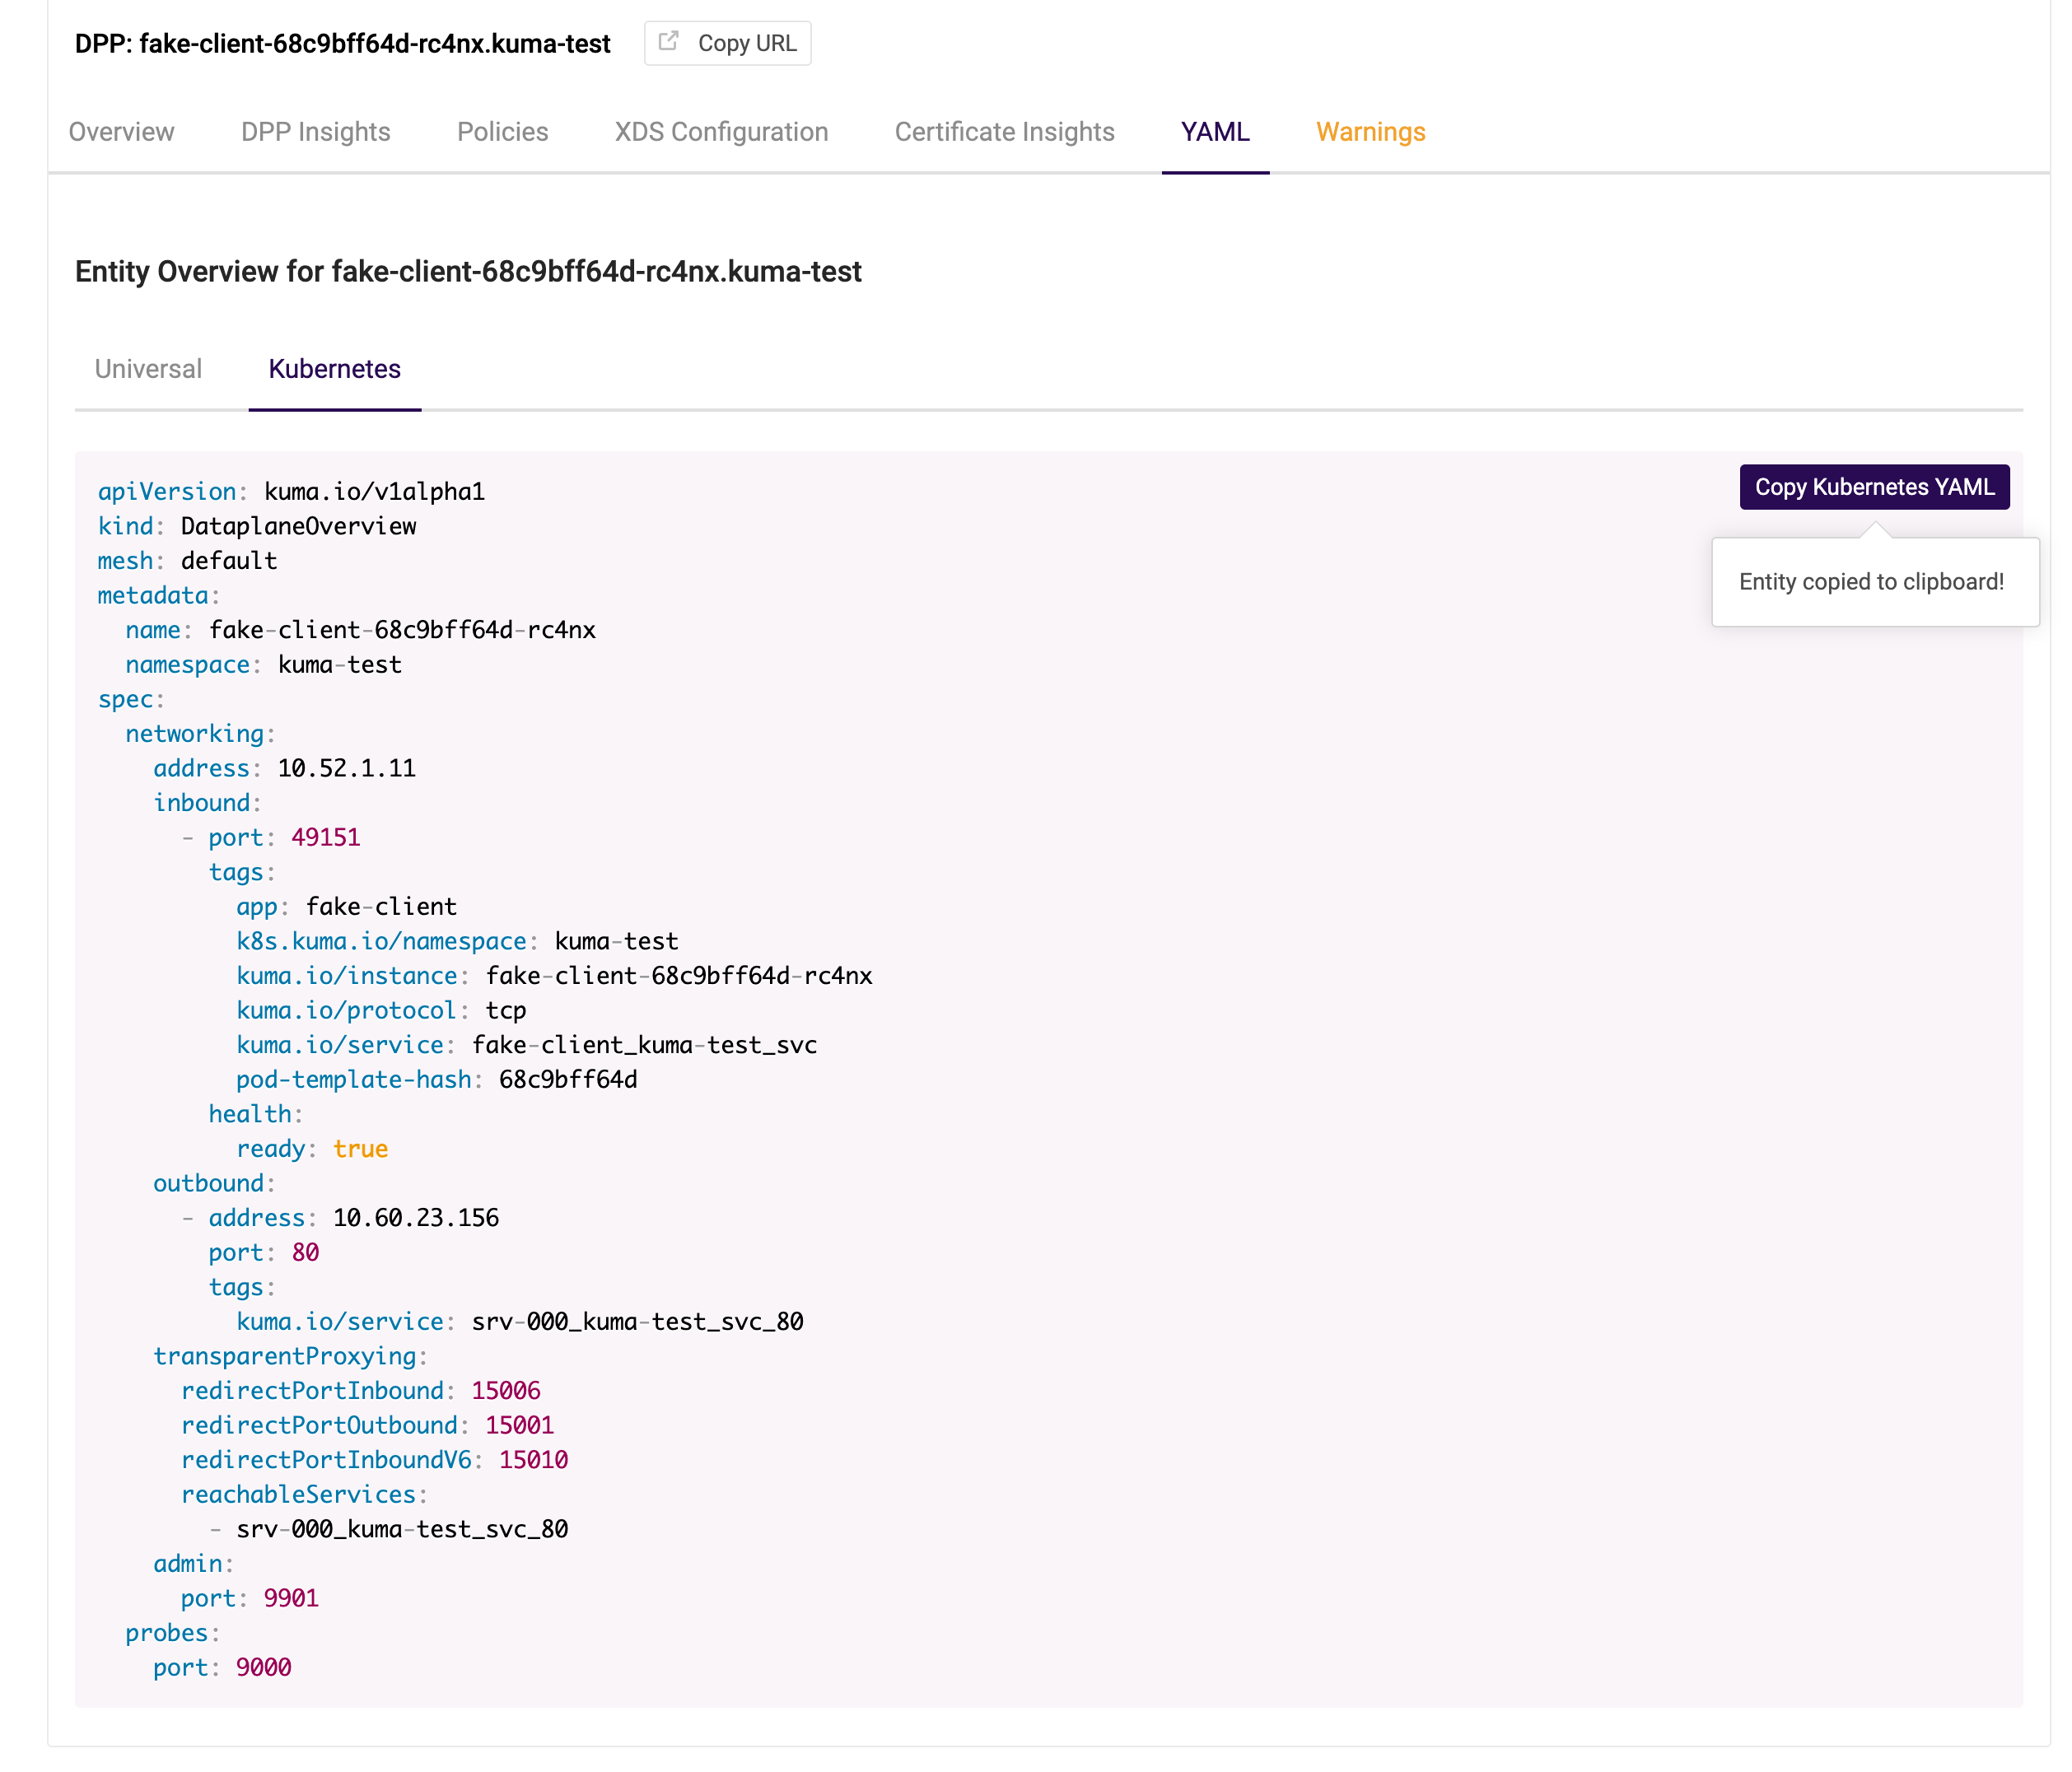 DPP: fake-client-68c9bff64d-rc4nx.kuma-test
Copy URL
Overview DPP Insights Policies XDS Configuration Certificate Insights YAML Warnings
Entity Overview for fake-client-68c9bff64d-rc4nx.kuma-test
Universal Kubernetes
Copy Kubernetes YAML
Entity copied to clipboard!
apiVersion: kuma.io/v1alpha1
kind: DataplaneOverview
mesh: default
metadata:
  name: fake-client-68c9bff64d-rc4nx
  namespace: kuma-test
spec:
  networking:
    address: 10.52.1.11
    inbound:
      - port: 49151
        tags:
          app: fake-client
          k8s.kuma.io/namespace: kuma-test
          kuma.io/instance: fake-client-68c9bff64d-rc4nx
          kuma.io/protocol: tcp
          kuma.io/service: fake-client_kuma-test_svc
          pod-template-hash: 68c9bff64d
        health:
          ready: true
    outbound:
      - address: 10.60.23.156
        port: 80
        tags:
          kuma.io/service: srv-000_kuma-test_svc_80
    transparentProxying:
      redirectPortInbound: 15006
      redirectPortOutbound: 15001
      redirectPortInboundV6: 15010
      reachableServices:
        - srv-000_kuma-test_svc_80
    admin:
      port: 9901
  probes:
    port: 9000